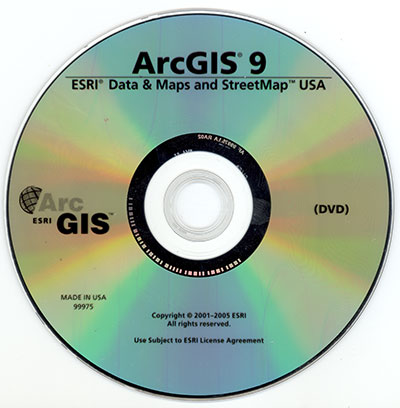 ArcGIS® 9
ESRI® Data & Maps and StreetMap™ USA
Arc
ESRI GIS™
(DVD)
MADE IN USA
99975
Copyright © 2001–2005 ESRI
All rights reserved.
Use Subject to ESRI License Agreement